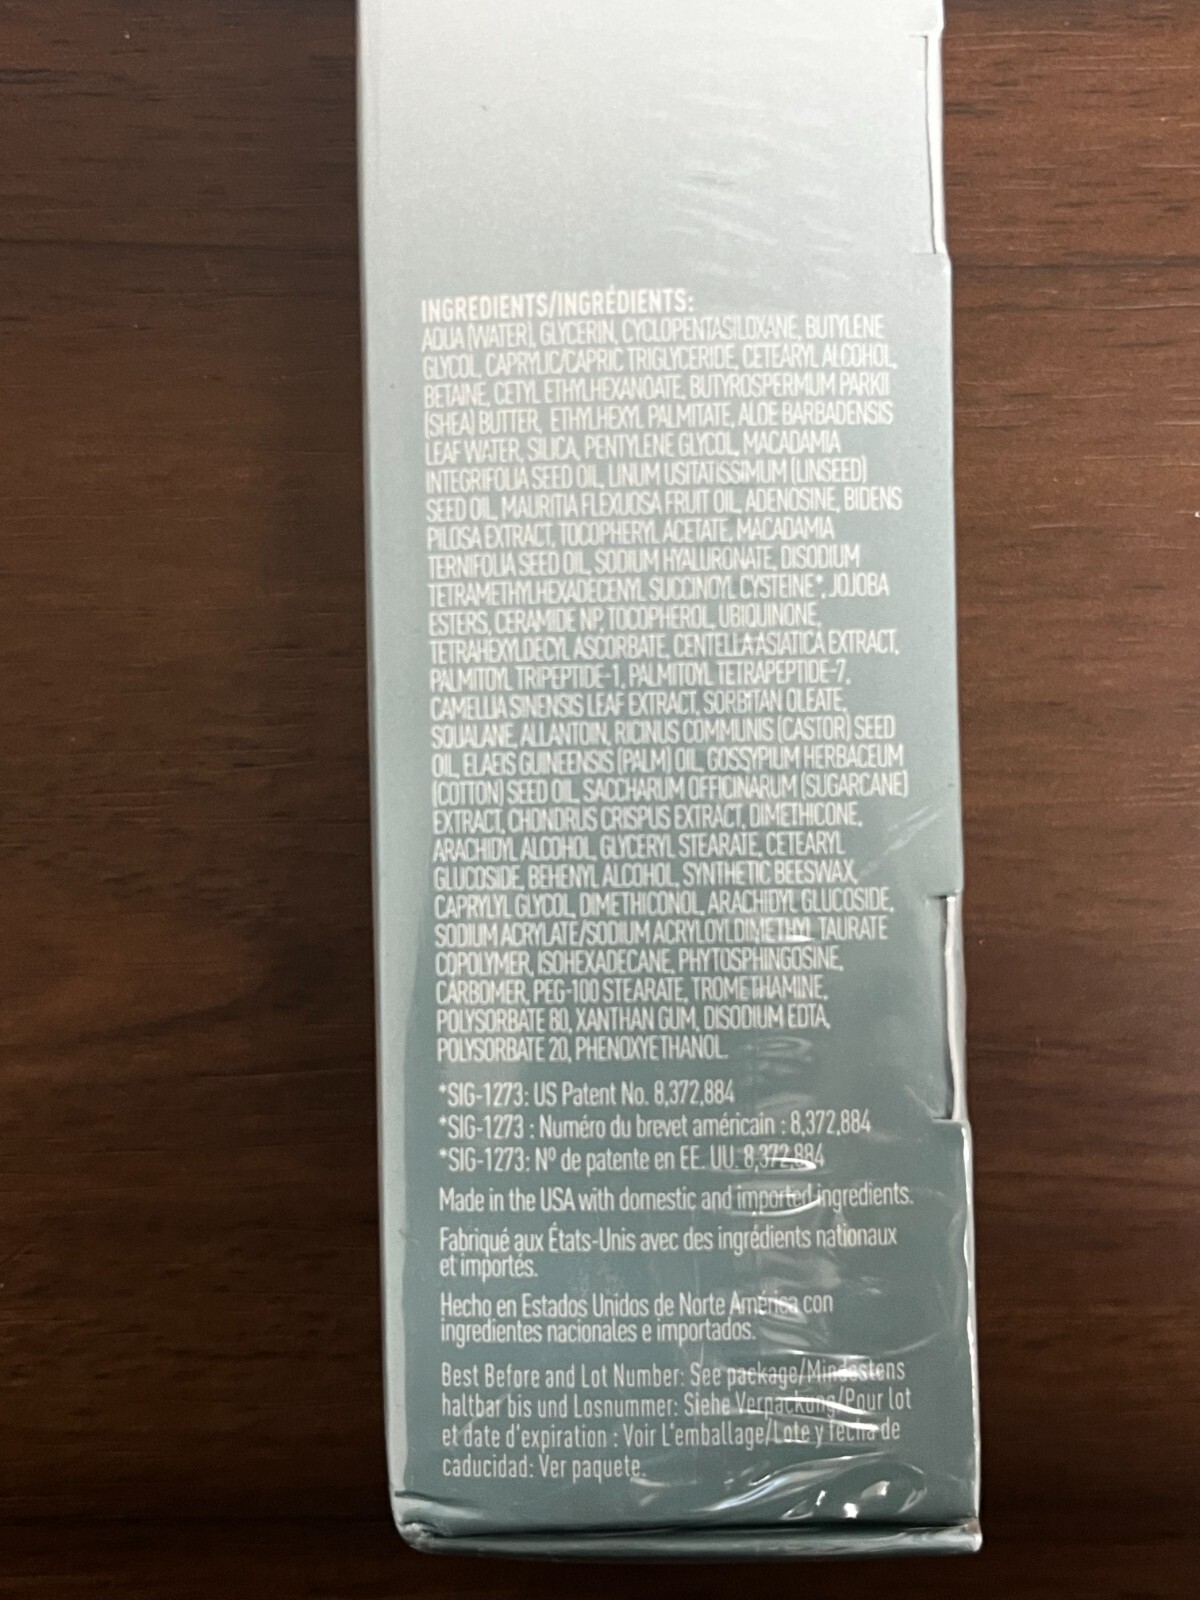 INGREDIENTS/INGRÉDIENTS:
AQUA (WATER), GLYCERIN, CYCLOPENTASILOXANE, BUTYLENE
GLYCOL, CAPRYLIC/CAPRIC TRIGLYCERIDE, CETEARYL ALCOHOL,
BETAINE, CETYL ETHYLHEXANOATE, BUTYROSPERMUM PARKII
(SHEA) BUTTER, ETHYLHEXYL PALMITATE, ALOE BARBADENSIS
LEAF WATER, SILICA, PENTYLENE GLYCOL, MACADAMIA
INTEGRIFOLIA SEED OIL, LINUM USITATISSIMUM (LINSEED)
SEED OIL, MAURITIA FLEXUOSA FRUIT OIL, ADENOSINE, BIDENS
PILOSA EXTRACT, TOCOPHERYL ACETATE, MACADAMIA
TERNIFOLIA SEED OIL, SODIUM HYALURONATE, DISODIUM
TETRAMETHYLHEXADECENYL SUCCINOYL CYSTEINE*, JOJOBA
ESTERS, CERAMIDE NP, TOCOPHEROL, UBIQUINONE,
TETRAHEXYLDECYL ASCORBATE, CENTELLA ASIATICA EXTRACT,
PALMITOYL TRIPEPTIDE-1, PALMITOYL TETRAPEPTIDE-7,
CAMELLIA SINENSIS LEAF EXTRACT, SORBITAN OLEATE,
SQUALANE, ALLANTOIN, RICINUS COMMUNIS (CASTOR) SEED
OIL, ELAEIS GUINEENSIS (PALM) OIL, GOSSYPIUM HERBACEUM
(COTTON) SEED OIL, SACCHARUM OFFICINARUM (SUGARCANE)
EXTRACT, CHONDRUS CRISPUS EXTRACT, DIMETHICONE,
ARACHIDYL ALCOHOL, GLYCERYL STEARATE, CETEARYL
GLUCOSIDE, BEHENYL ALCOHOL, SYNTHETIC BEESWAX,
CAPRYLYL GLYCOL, DIMETHICONOL, ARACHIDYL GLUCOSIDE,
SODIUM ACRYLATE/SODIUM ACRYLOYLDIMETHYL TAURATE
COPOLYMER, ISOHEXADECANE, PHYTOSPHINGOSINE,
CARBOMER, PEG-100 STEARATE, TROMETHAMINE,
POLYSORBATE 80, XANTHAN GUM, DISODIUM EDTA,
POLYSORBATE 20, PHENOXYETHANOL.
*SIG-1273: US Patent No. 8,372,884
*SIG-1273 : Numéro du brevet américain : 8,372,884
*SIG-1273: Nº de patente en EE. UU. 8,372,884
Made in the USA with domestic and imported ingredients.
Fabriqué aux États-Unis avec des ingrédients nationaux
et importés.
Hecho en Estados Unidos de Norte América con
ingredientes nacionales e importados.
Best Before and Lot Number: See package/Mindestens
haltbar bis und Losnummer: Siehe Verpackung/Pour lot
et date d'expiration : Voir L'emballage/Lote y fecha de
caducidad: Ver paquete.